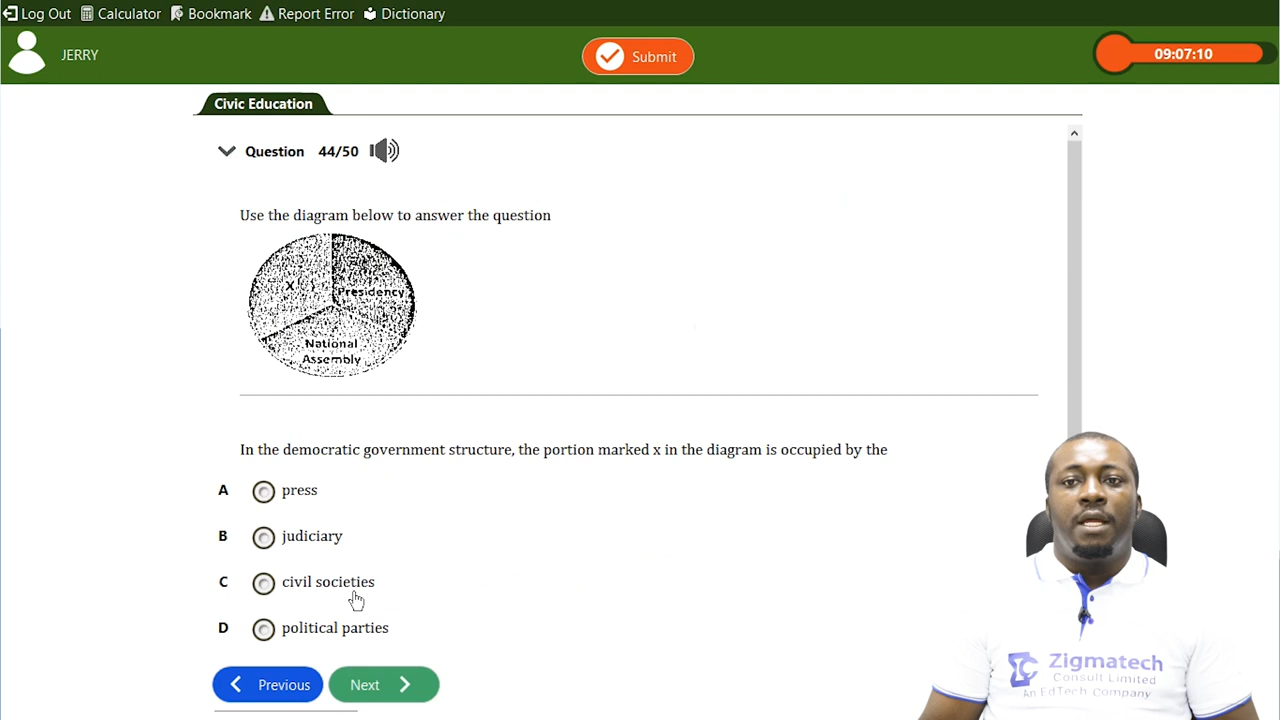 Log Out Calculator Bookmark Report Error Dictionary
JERRY
Submit
09:07:10
Civic Education
Question 44/50
Use the diagram below to answer the question
X
Presidency
National
Assembly
In the democratic government structure, the portion marked x in the diagram is occupied by the
A press
B judiciary
C civil societies
D political parties
Previous Next
Zigmatech
Consult Limited
An EdTech Company